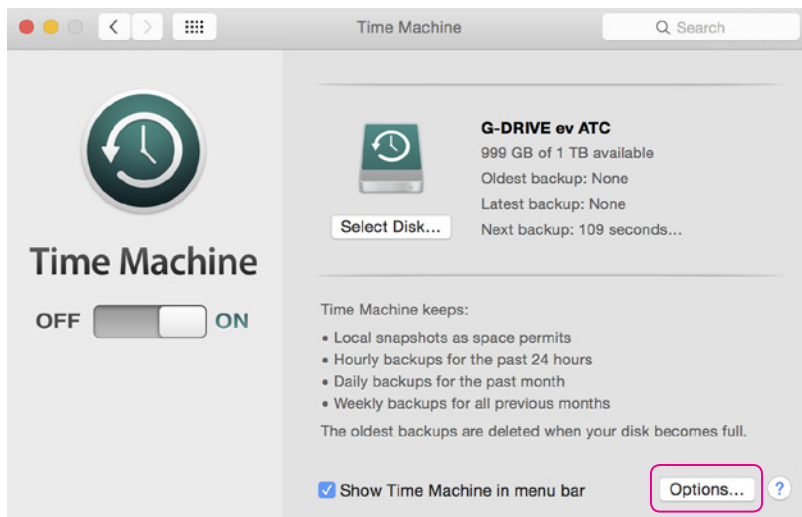 Time Machine
Search
Time Machine
OFF ON
G-DRIVE ev ATC
999 GB of 1 TB available
Oldest backup: None
Latest backup: None
Next backup: 109 seconds...
Select Disk...
Time Machine keeps:
• Local snapshots as space permits
• Hourly backups for the past 24 hours
• Daily backups for the past month
• Weekly backups for all previous months
The oldest backups are deleted when your disk becomes full.
Show Time Machine in menu bar
Options... ?